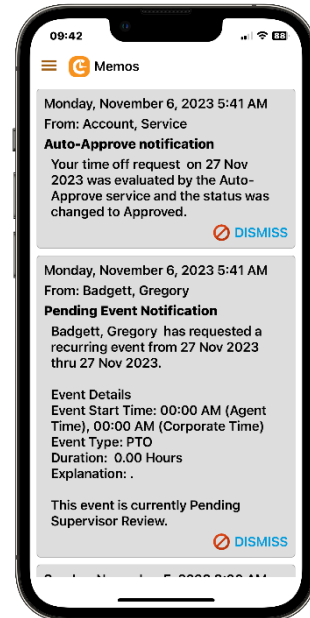 09:42
88
Memos
Monday, November 6, 2023 5:41 AM
From: Account, Service
Auto-Approve notification
Your time off request on 27 Nov
2023 was evaluated by the Auto-
Approve service and the status was
changed to Approved.
DISMISS
Monday, November 6, 2023 5:41 AM
From: Badgett, Gregory
Pending Event Notification
Badgett, Gregory has requested a
recurring event from 27 Nov 2023
thru 27 Nov 2023.
Event Details
Event Start Time: 00:00 AM (Agent
Time), 00:00 AM (Corporate Time)
Event Type: PTO
Duration: 0.00 Hours
Explanation: .
This event is currently Pending
Supervisor Review.
DISMISS